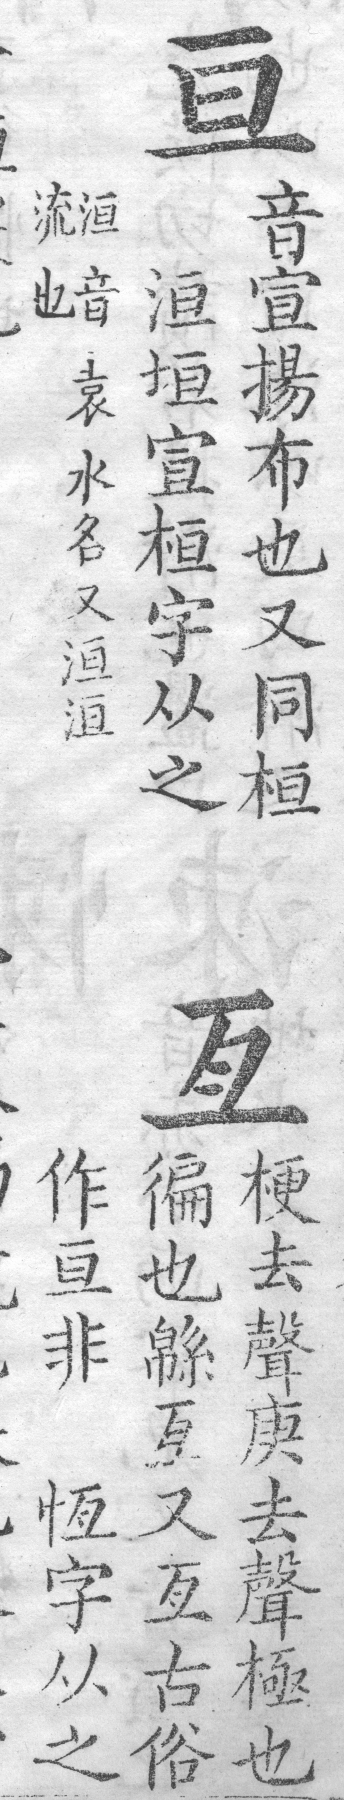 亘
音宣揚布也又同桓
洹垣宣桓字从之
洹音袁水名又洹洹
流也
亙
梗去聲庚去聲極也
徧也緜亙又亙古俗
作亘非 恆字从之